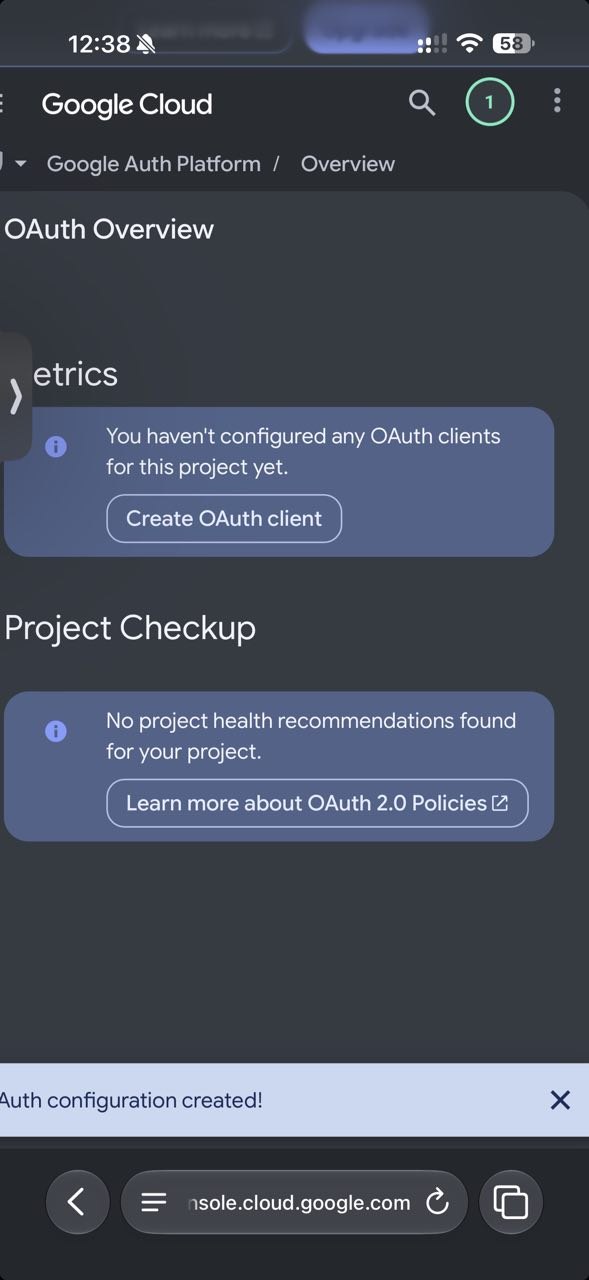 12:38
58
Google Cloud
1
Google Auth Platform / Overview
OAuth Overview
etrics
You haven't configured any OAuth clients
for this project yet.
Create OAuth client
Project Checkup
No project health recommendations found
for your project.
Learn more about OAuth 2.0 Policies
Auth configuration created!
nsole.cloud.google.com